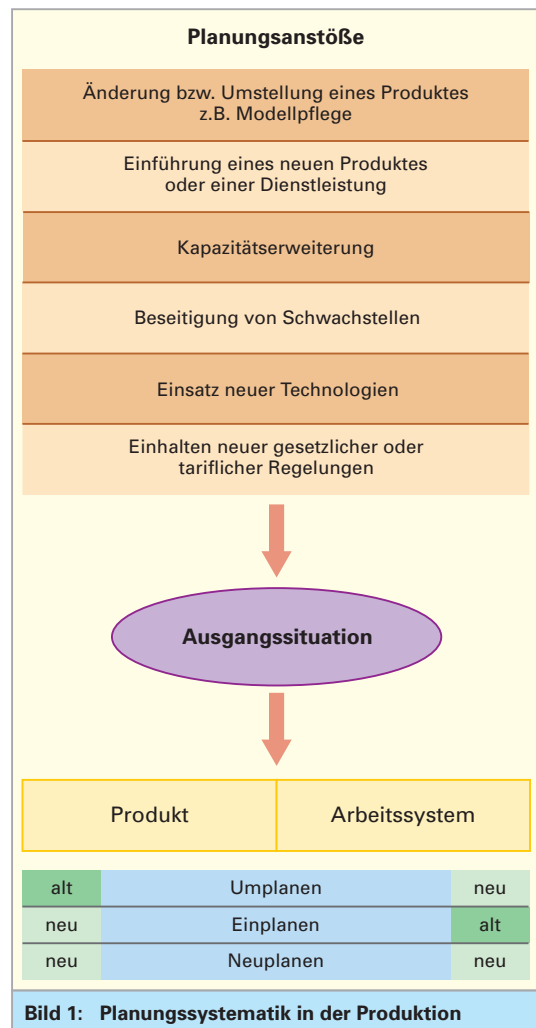 Planungsanstöße
Änderung bzw. Umstellung eines Produktes
z.B. Modellpflege
Einführung eines neuen Produktes
oder einer Dienstleistung
Kapazitätserweiterung
Beseitigung von Schwachstellen
Einsatz neuer Technologien
Einhalten neuer gesetzlicher oder
tariflicher Regelungen
Ausgangssituation
Produkt Arbeitssystem
alt Umplanen neu
neu Einplanen alt
neu Neuplanen neu
Bild 1: Planungssystematik in der Produktion